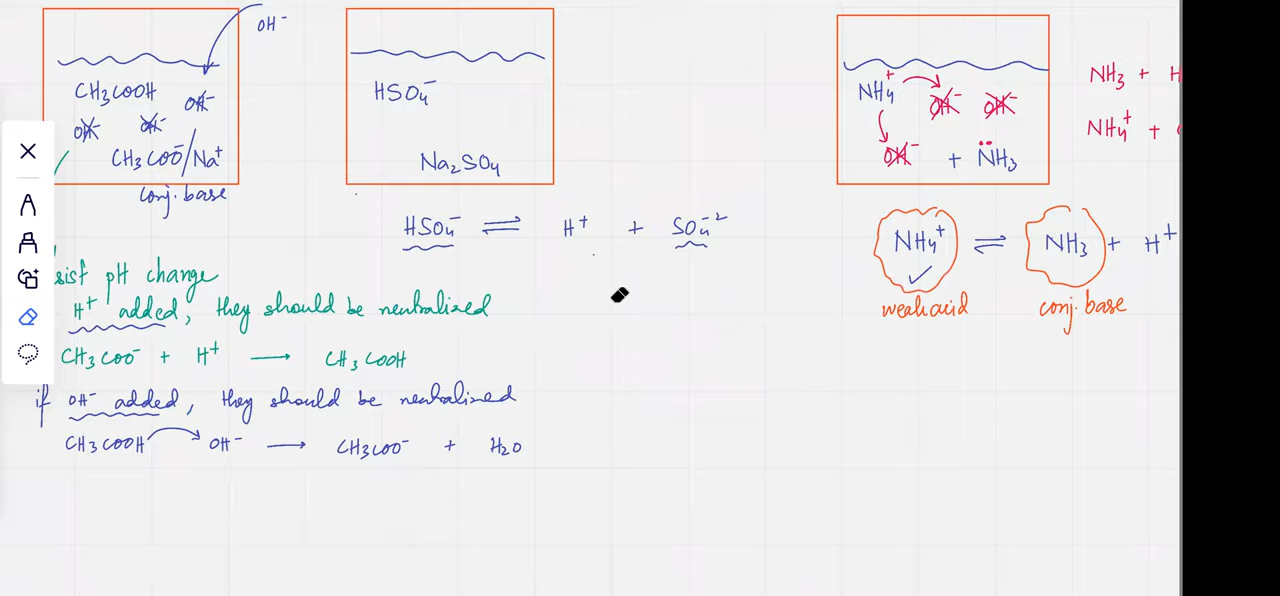 OH⁻
CH3COOH OH⁻
OH⁻ OH⁻
CH3COO⁻/Na⁺
conj. base
HSO4⁻
Na2SO4
HSO4⁻ ⇌ H⁺ + SO4⁻²
NH4⁺ OH⁻ OH⁻
OH⁻ + NH3
NH3 +
NH4⁺ +
NH4⁺ ⇌ NH3 + H⁺
weak acid conj. base
sist pH change
H⁺ added, they should be neutralized
CH3COO⁻ + H⁺ → CH3COOH
if OH⁻ added, they should be neutralized
CH3COOH OH⁻ → CH3COO⁻ + H2O